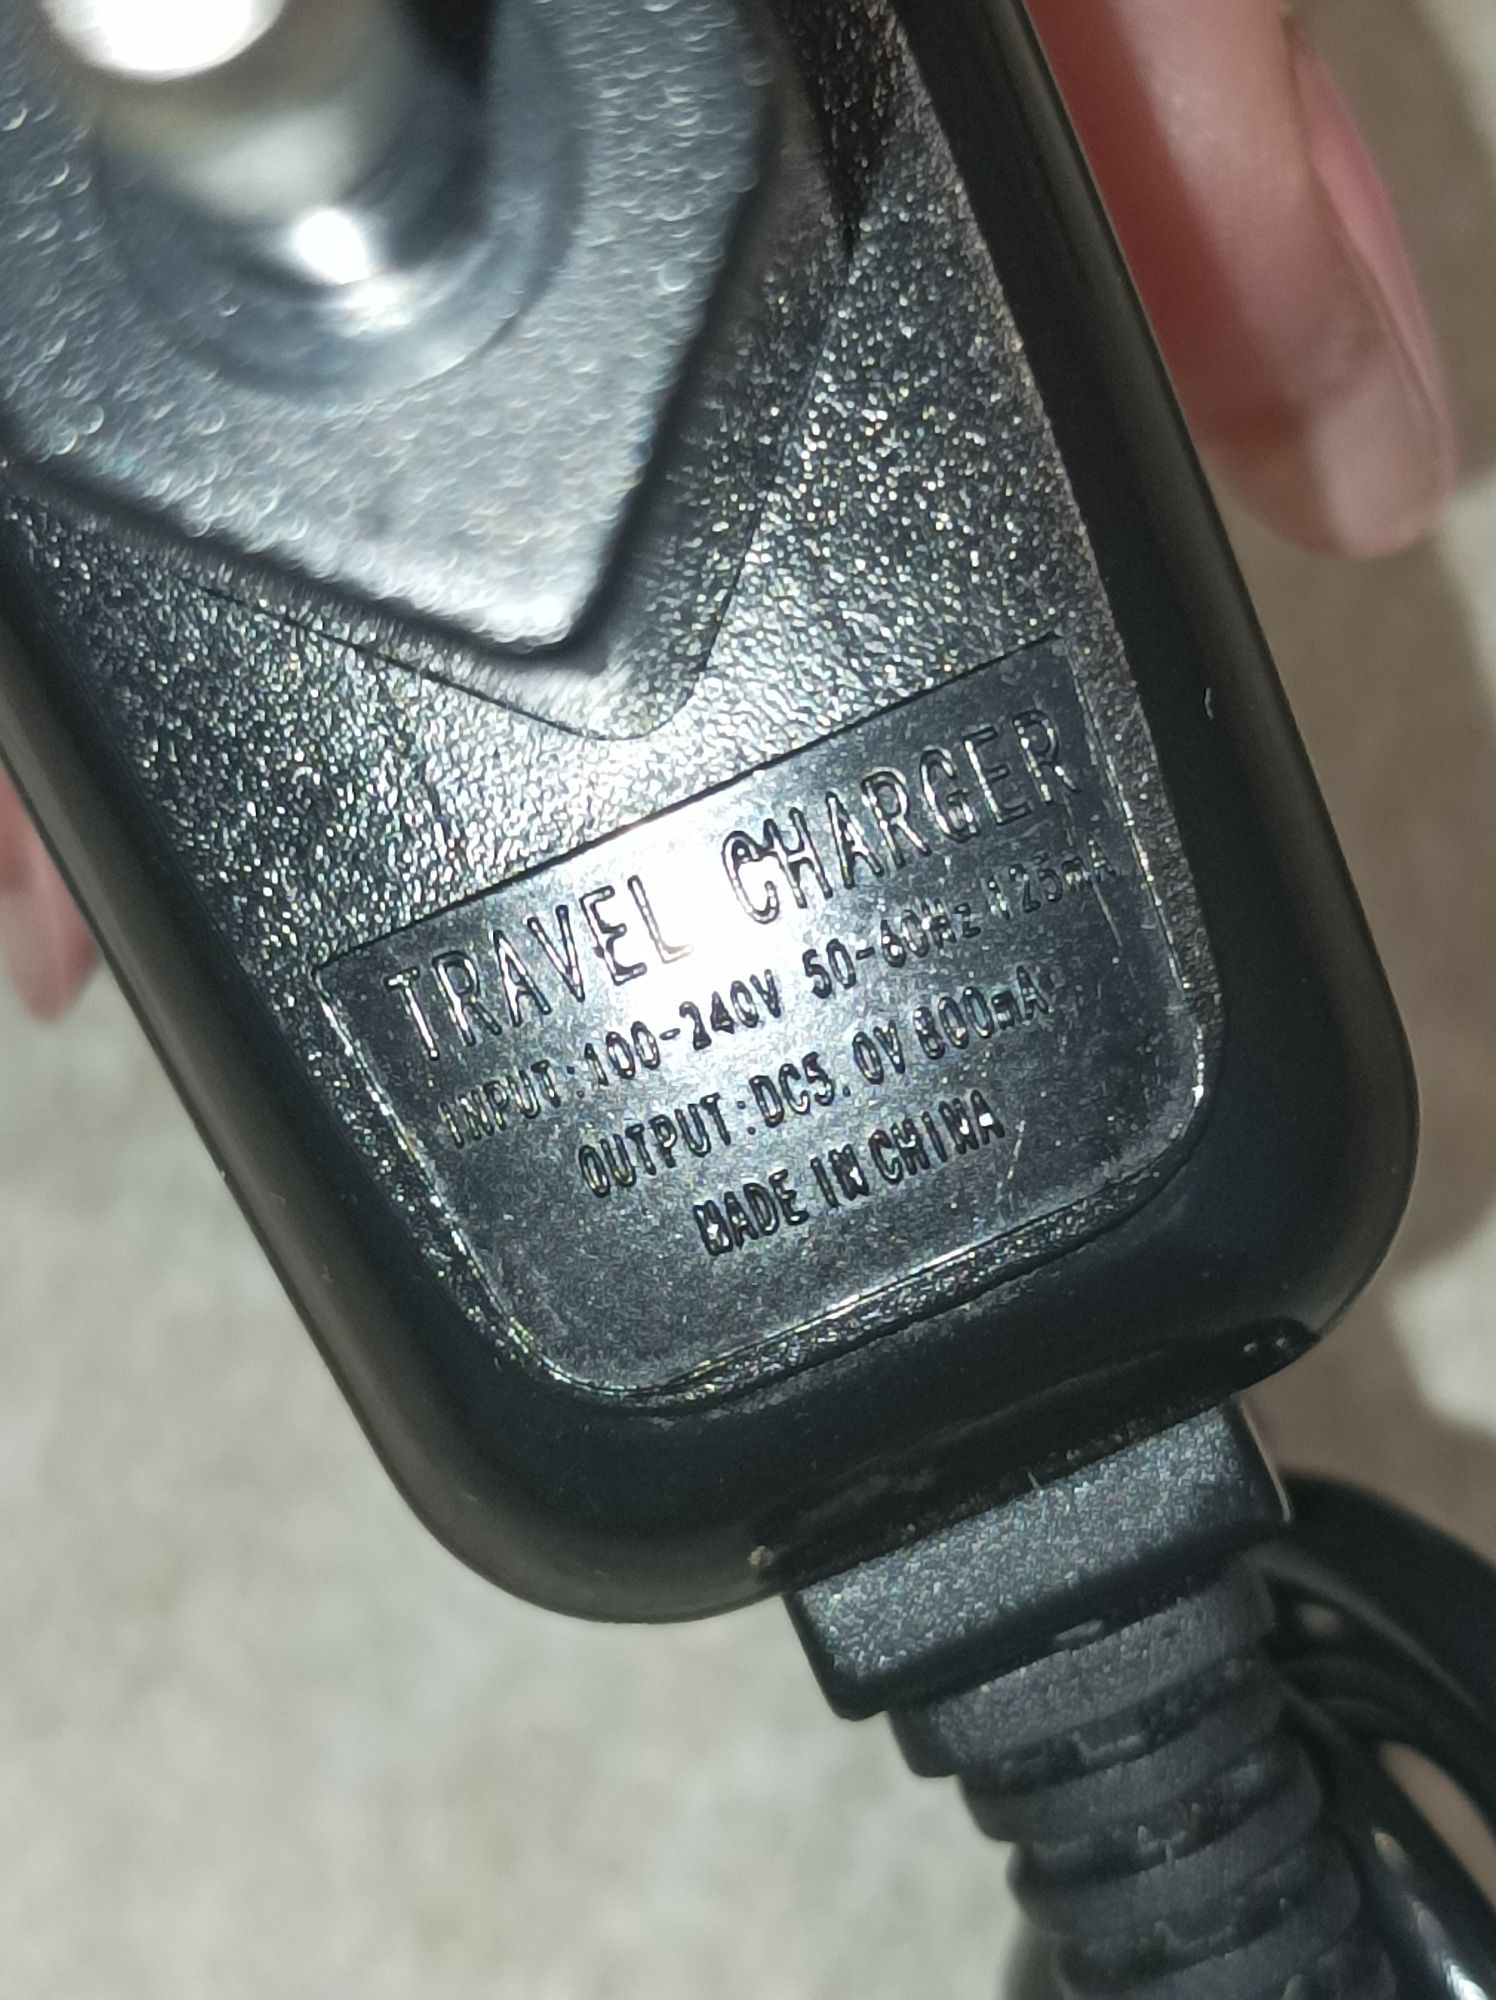 TRAVEL CHARGER
INPUT:100-240V 50-60Hz 125mA
OUTPUT:DC5.0V 800mA
MADE IN CHINA